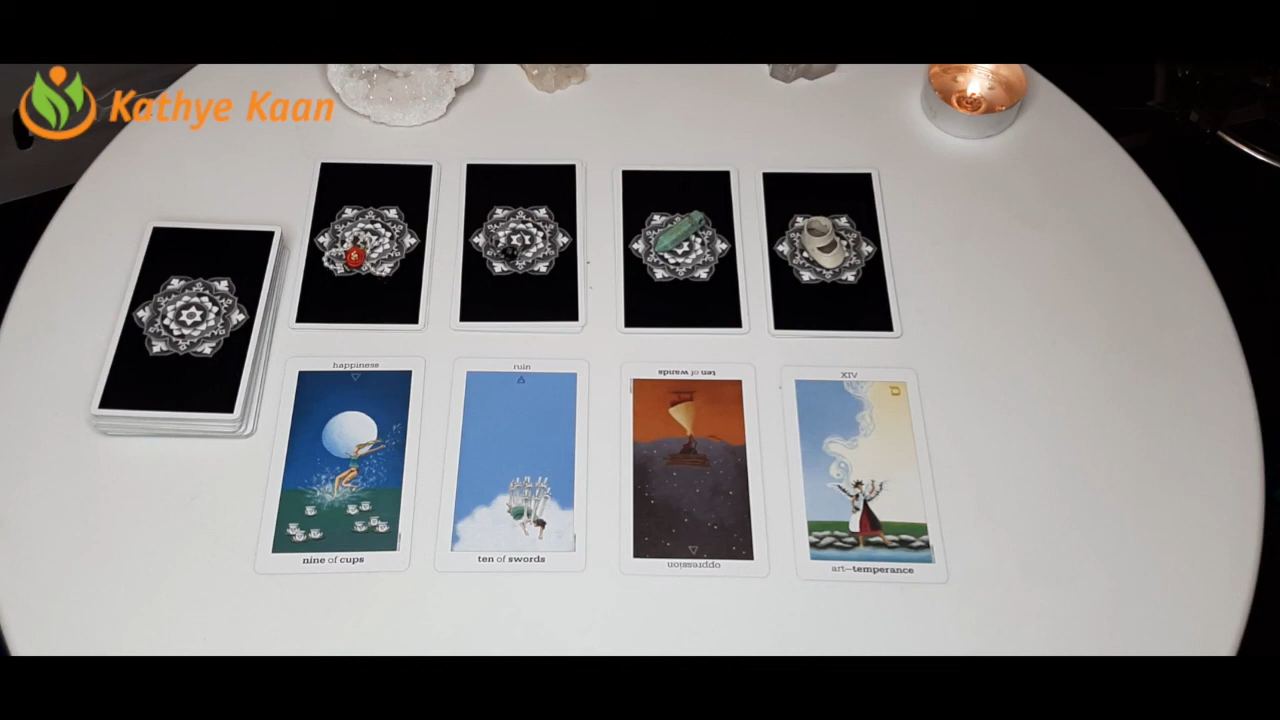 Kathye Kaan
happiness
ruin
ten of wands
XIV
nine of cups
ten of swords
oppression
art—temperance